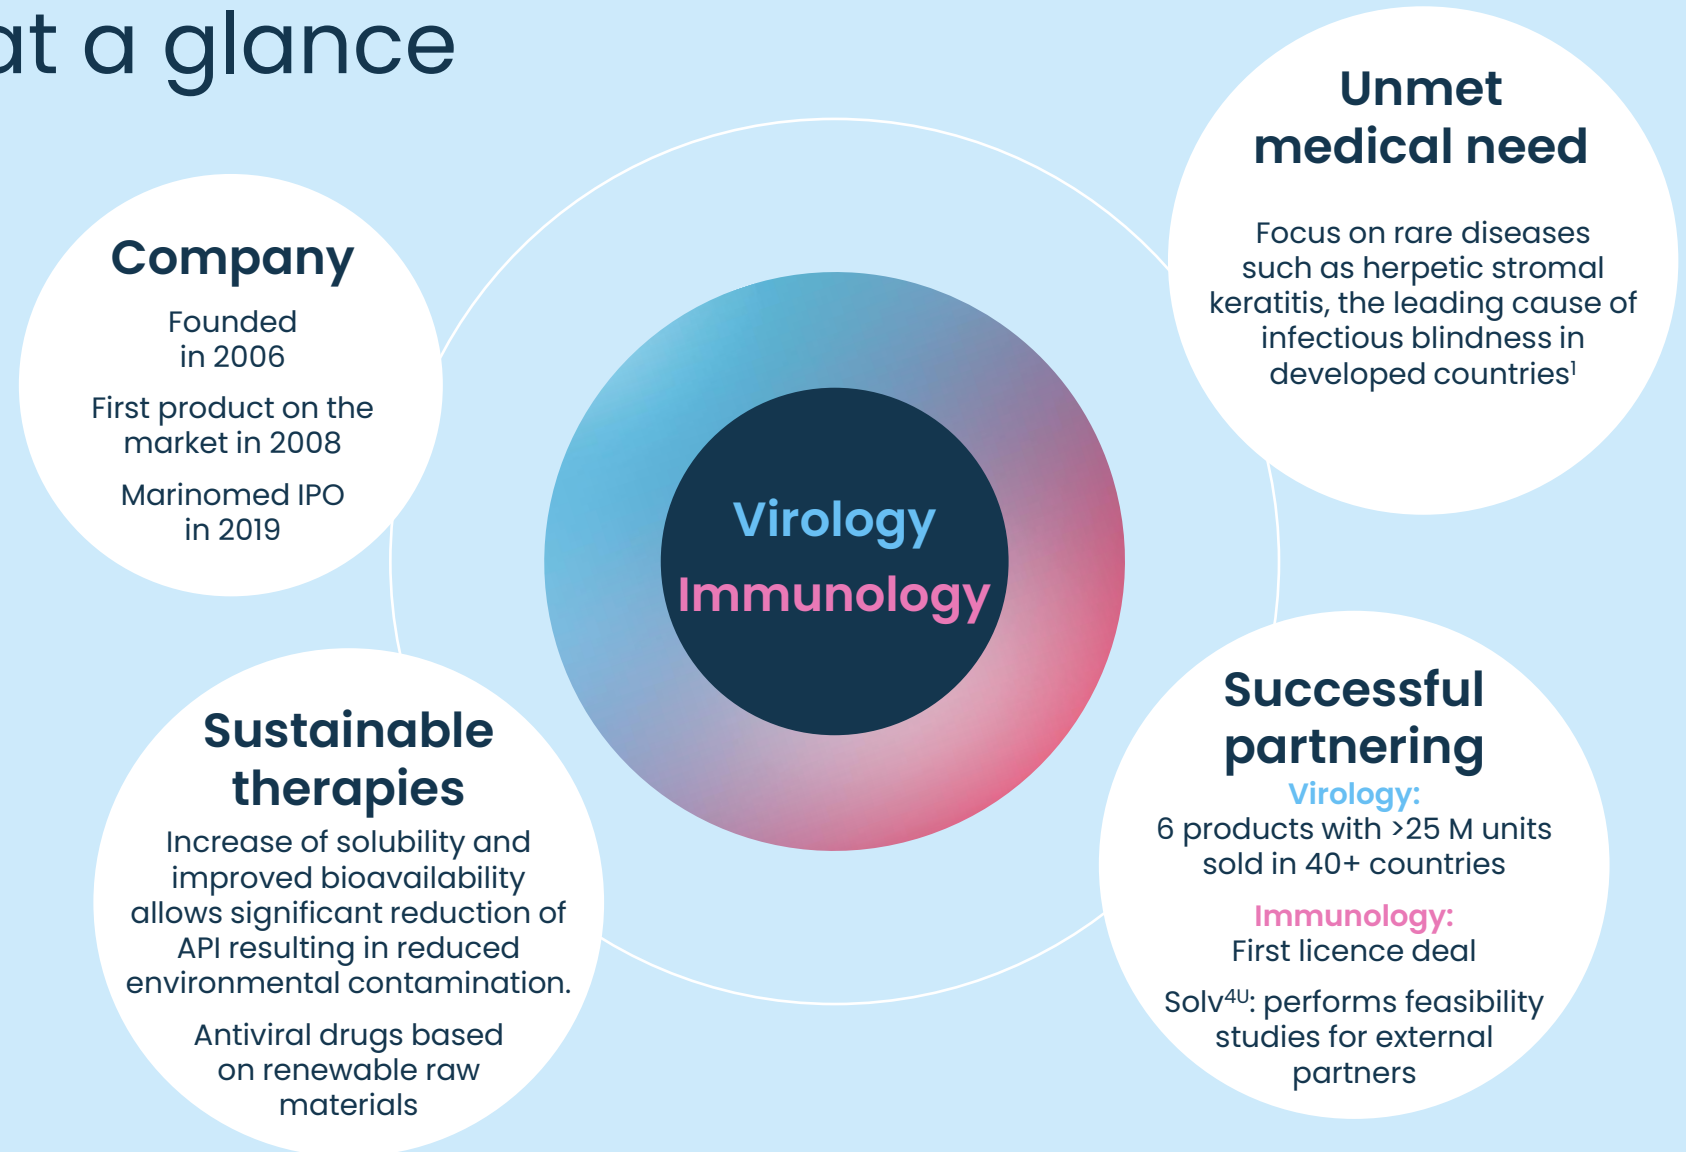 at a glance
Company
Founded
in 2006
First product on the
market in 2008
Marinomed IPO
in 2019
Unmet
medical need
Focus on rare diseases
such as herpetic stromal
keratitis, the leading cause of
infectious blindness in
developed countries¹
Virology
Immunology
Sustainable
therapies
Increase of solubility and
improved bioavailability
allows significant reduction of
API resulting in reduced
environmental contamination.
Antiviral drugs based
on renewable raw
materials
Successful
partnering
Virology:
6 products with >25 M units
sold in 40+ countries
Immunology:
First licence deal
Solv⁴ᵁ: performs feasibility
studies for external
partners